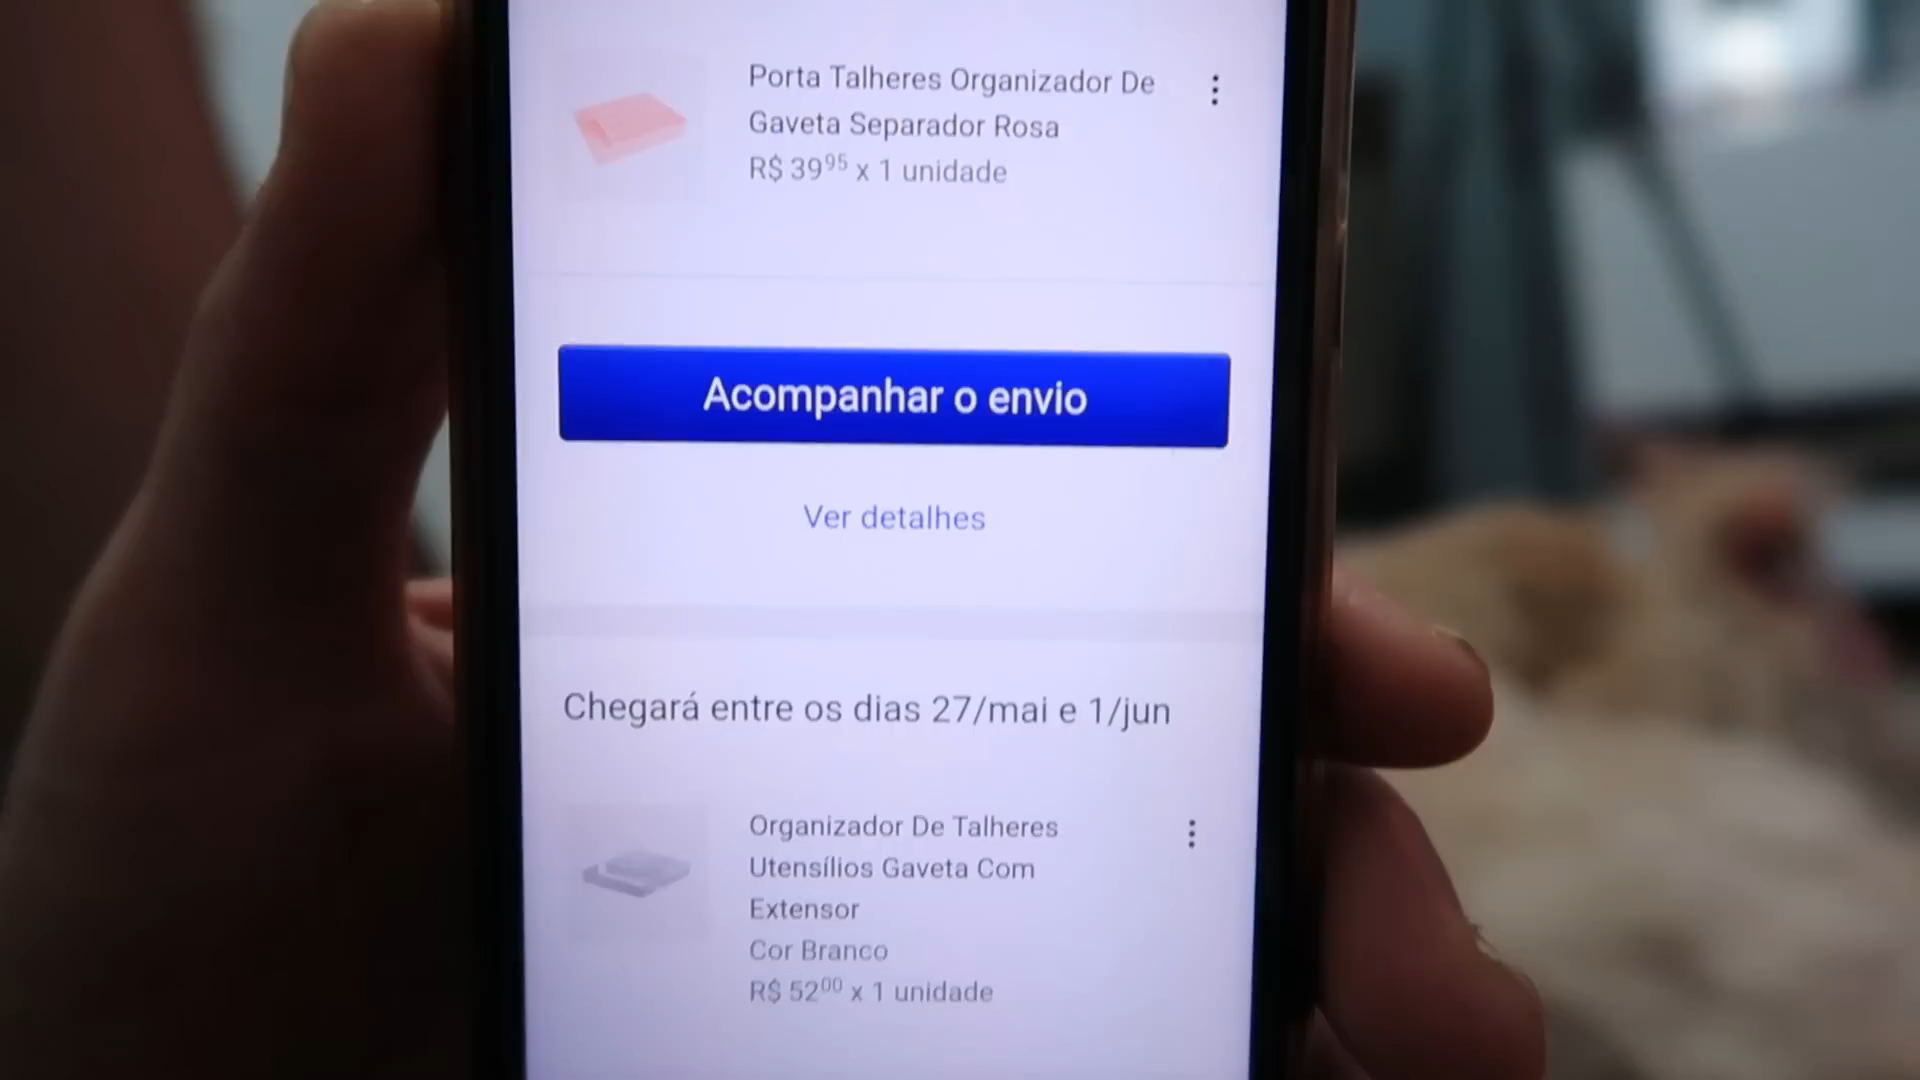 Porta Talheres Organizador De
Gaveta Separador Rosa
R$ 39⁹⁵ x 1 unidade
Acompanhar o envio
Ver detalhes
Chegará entre os dias 27/mai e 1/jun
Organizador De Talheres
Utensílios Gaveta Com
Extensor
Cor Branco
R$ 52⁰⁰ x 1 unidade